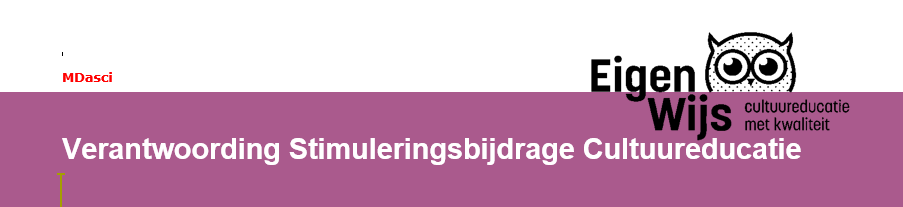 MDasci
Eigen
Wijs
cultuureducatie
met kwaliteit
Verantwoording Stimuleringsbijdrage Cultuureducatie